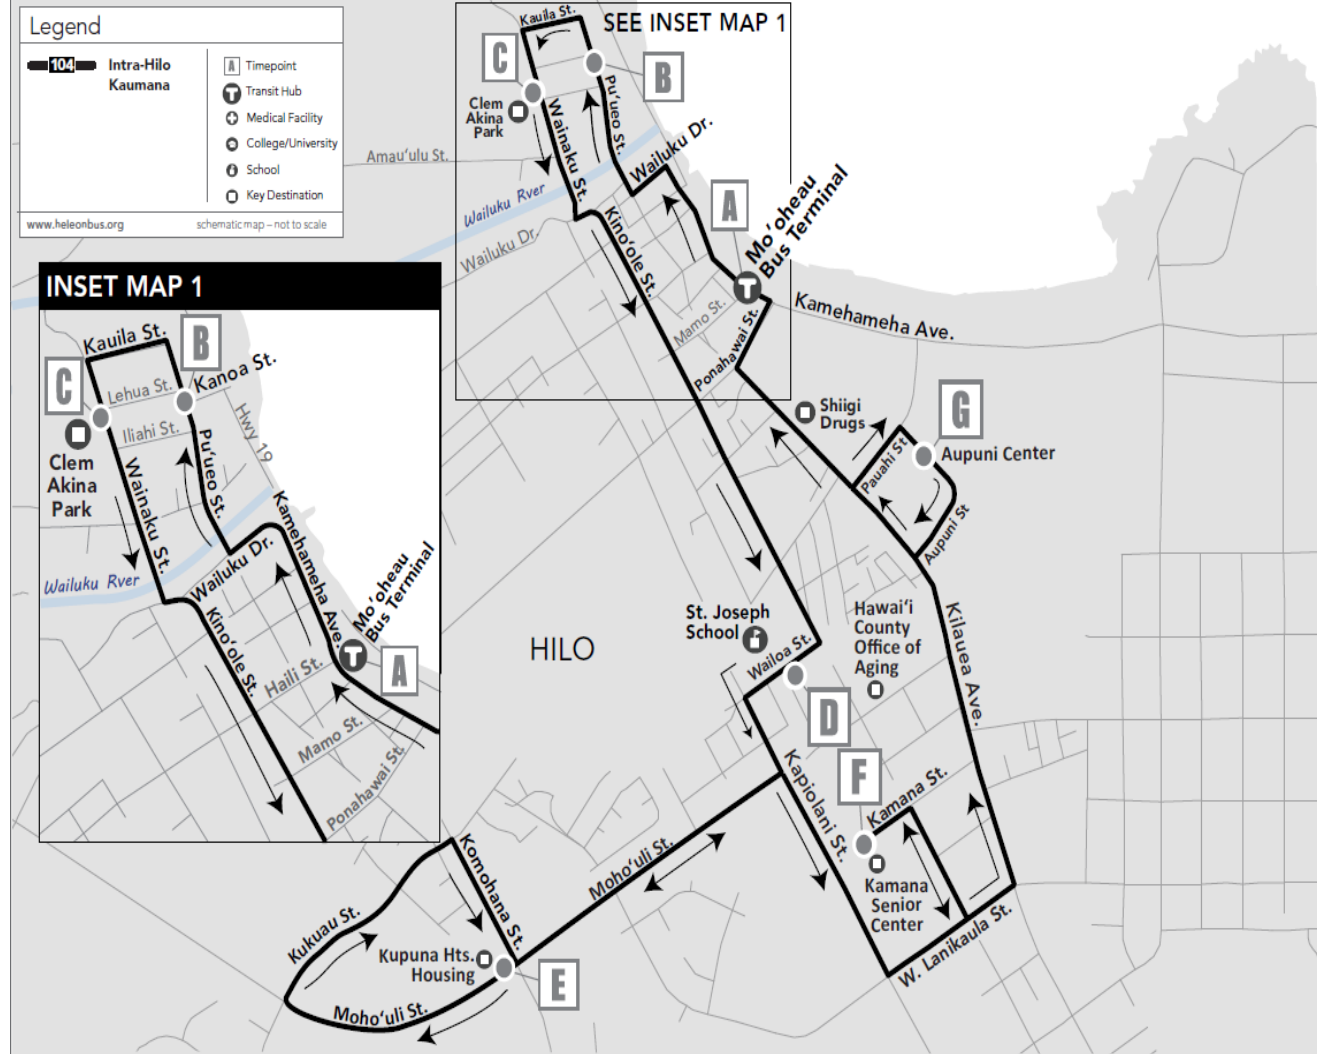 Legend
104
Intra-Hilo
Kaumana
A Timepoint
T Transit Hub
Medical Facility
College/University
School
Key Destination
www.heleonbus.org
schematic map – not to scale
SEE INSET MAP 1
Kauila St.
C
B
Clem
Akina
Park
Pu'ueo St.
Wainaku St.
Wailuku Dr.
Amau'ulu St.
Wailuku Rver
Wailuku Dr.
Kino'ole St.
A
Mo'oheau
Bus Terminal
T
Mamo St.
Ponahawai St.
Kamehameha Ave.
Shiigi
Drugs
G
Pauahi St
Aupuni Center
Aupuni St
St. Joseph
School
Wailoa St.
Hawai'i
County
Office of
Aging
Kilauea Ave.
HILO
D
F
Kapiolani St.
Kamana St.
Kamana
Senior
Center
W. Lanikaula St.
Moho'uli St.
Komohana St.
Kukuau St.
Kupuna Hts.
Housing
E
Moho'uli St.
INSET MAP 1
Kauila St.
B
C
Lehua St.
Kanoa St.
Iliahi St.
Hwy 19
Clem
Akina
Park
Wainaku St.
Pu'ueo St.
Kamehameha Ave.
Wailuku Rver
Wailuku Dr.
Mo'oheau
Bus Terminal
T
A
Kino'ole St.
Haili St.
Mamo St.
Ponahawai St.